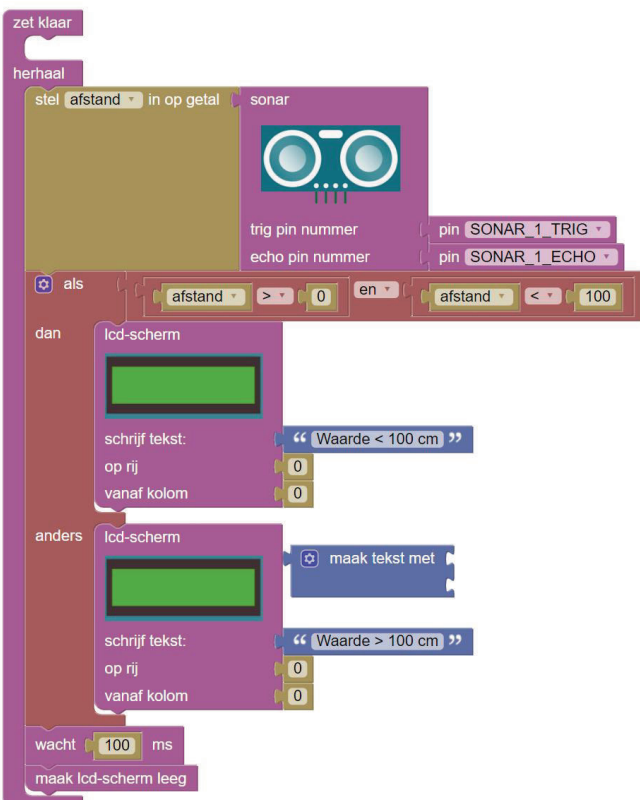 zet klaar
herhaal
stel afstand in op getal sonar
trig pin nummer pin SONAR_1_TRIG
echo pin nummer pin SONAR_1_ECHO
als afstand > 0 en afstand < 100
dan lcd-scherm
schrijf tekst: “ Waarde < 100 cm ”
op rij 0
vanaf kolom 0
anders lcd-scherm
maak tekst met
schrijf tekst: “ Waarde > 100 cm ”
op rij 0
vanaf kolom 0
wacht 100 ms
maak lcd-scherm leeg